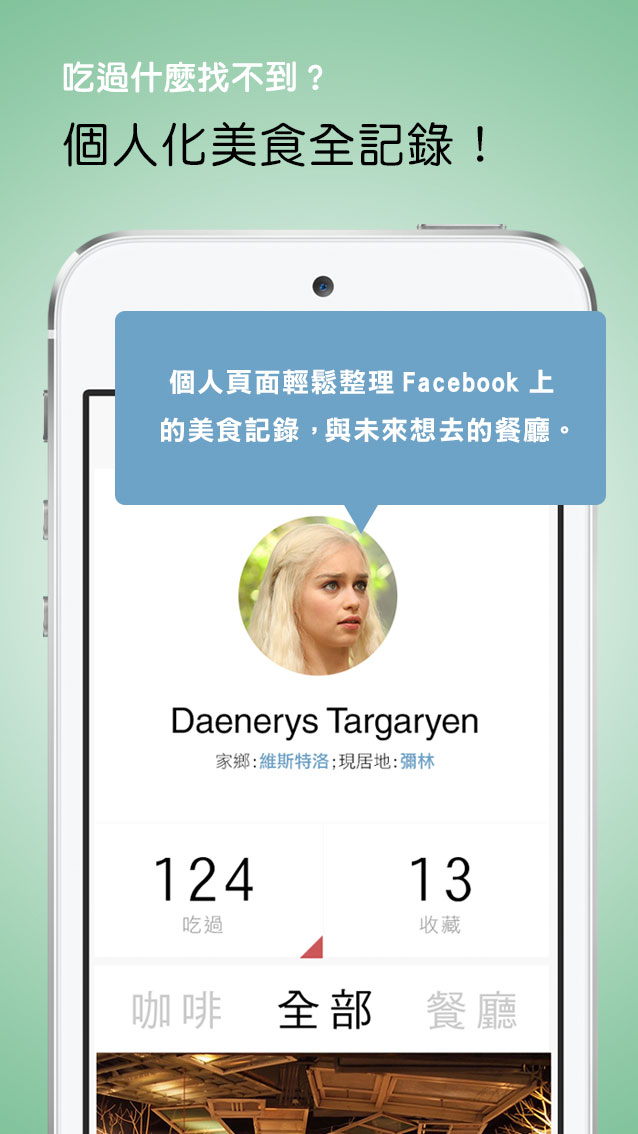 吃過什麼找不到？
個人化美食全記錄！
個人頁面輕鬆整理 Facebook 上
的美食記錄，與未來想去的餐廳。
Daenerys Targaryen
家鄉:維斯特洛;現居地:彌林
124 13
吃過 收藏
咖啡 全部 餐廳